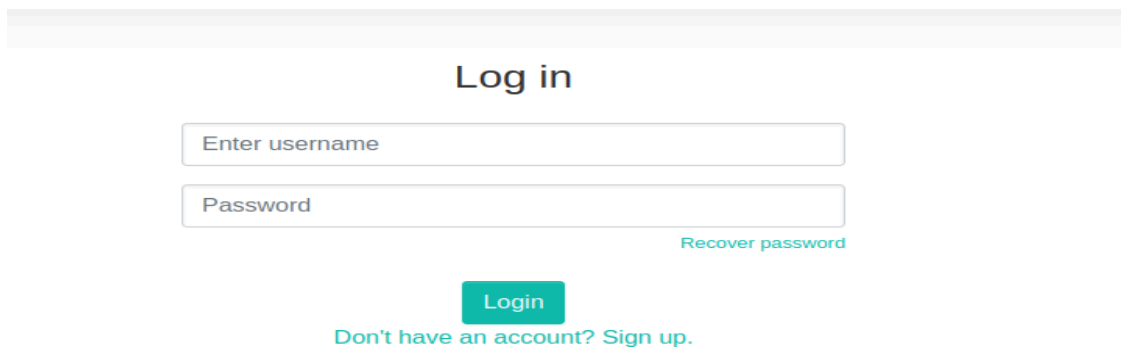 Log in
Enter username
Password
Recover password
Login
Don't have an account? Sign up.